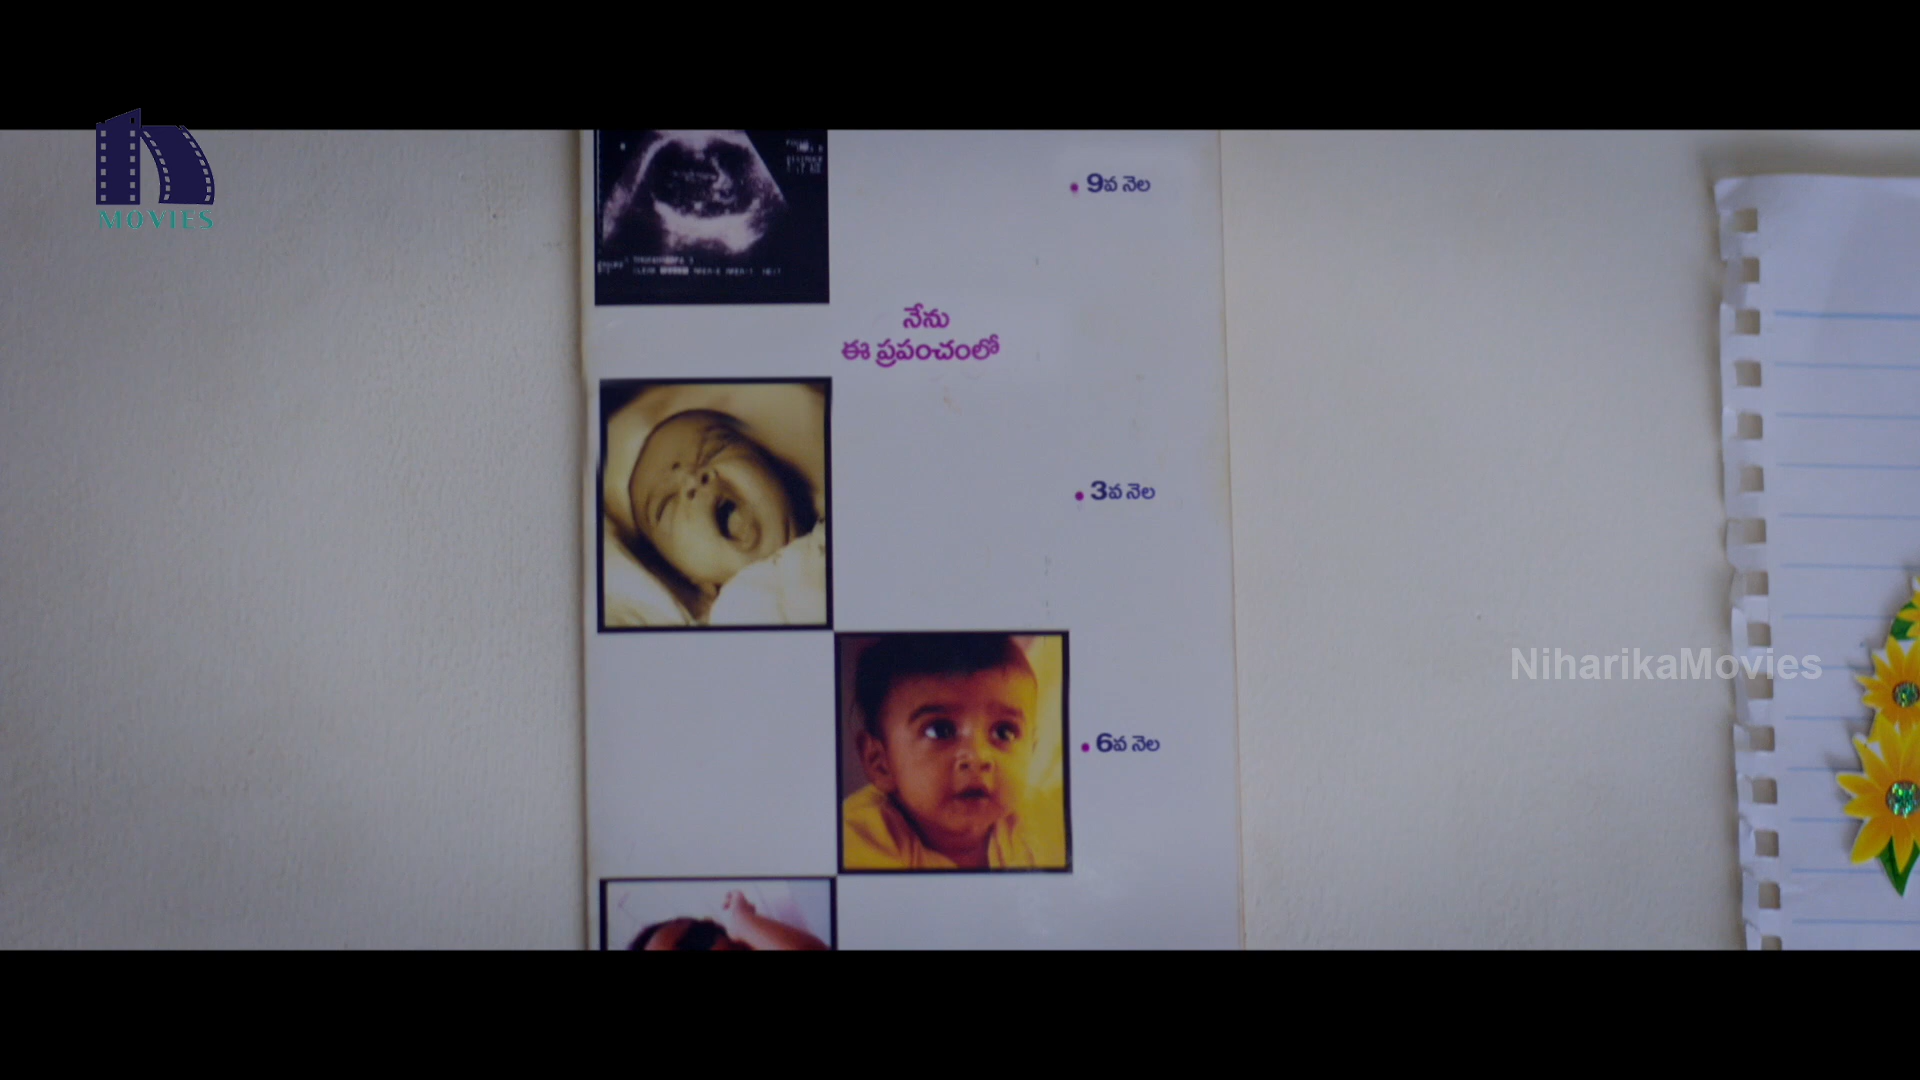 MOVIES
9వ నెల
నేను
ఈ ప్రపంచంలో
3వ నెల
NiharikaMovies
6వ నెల